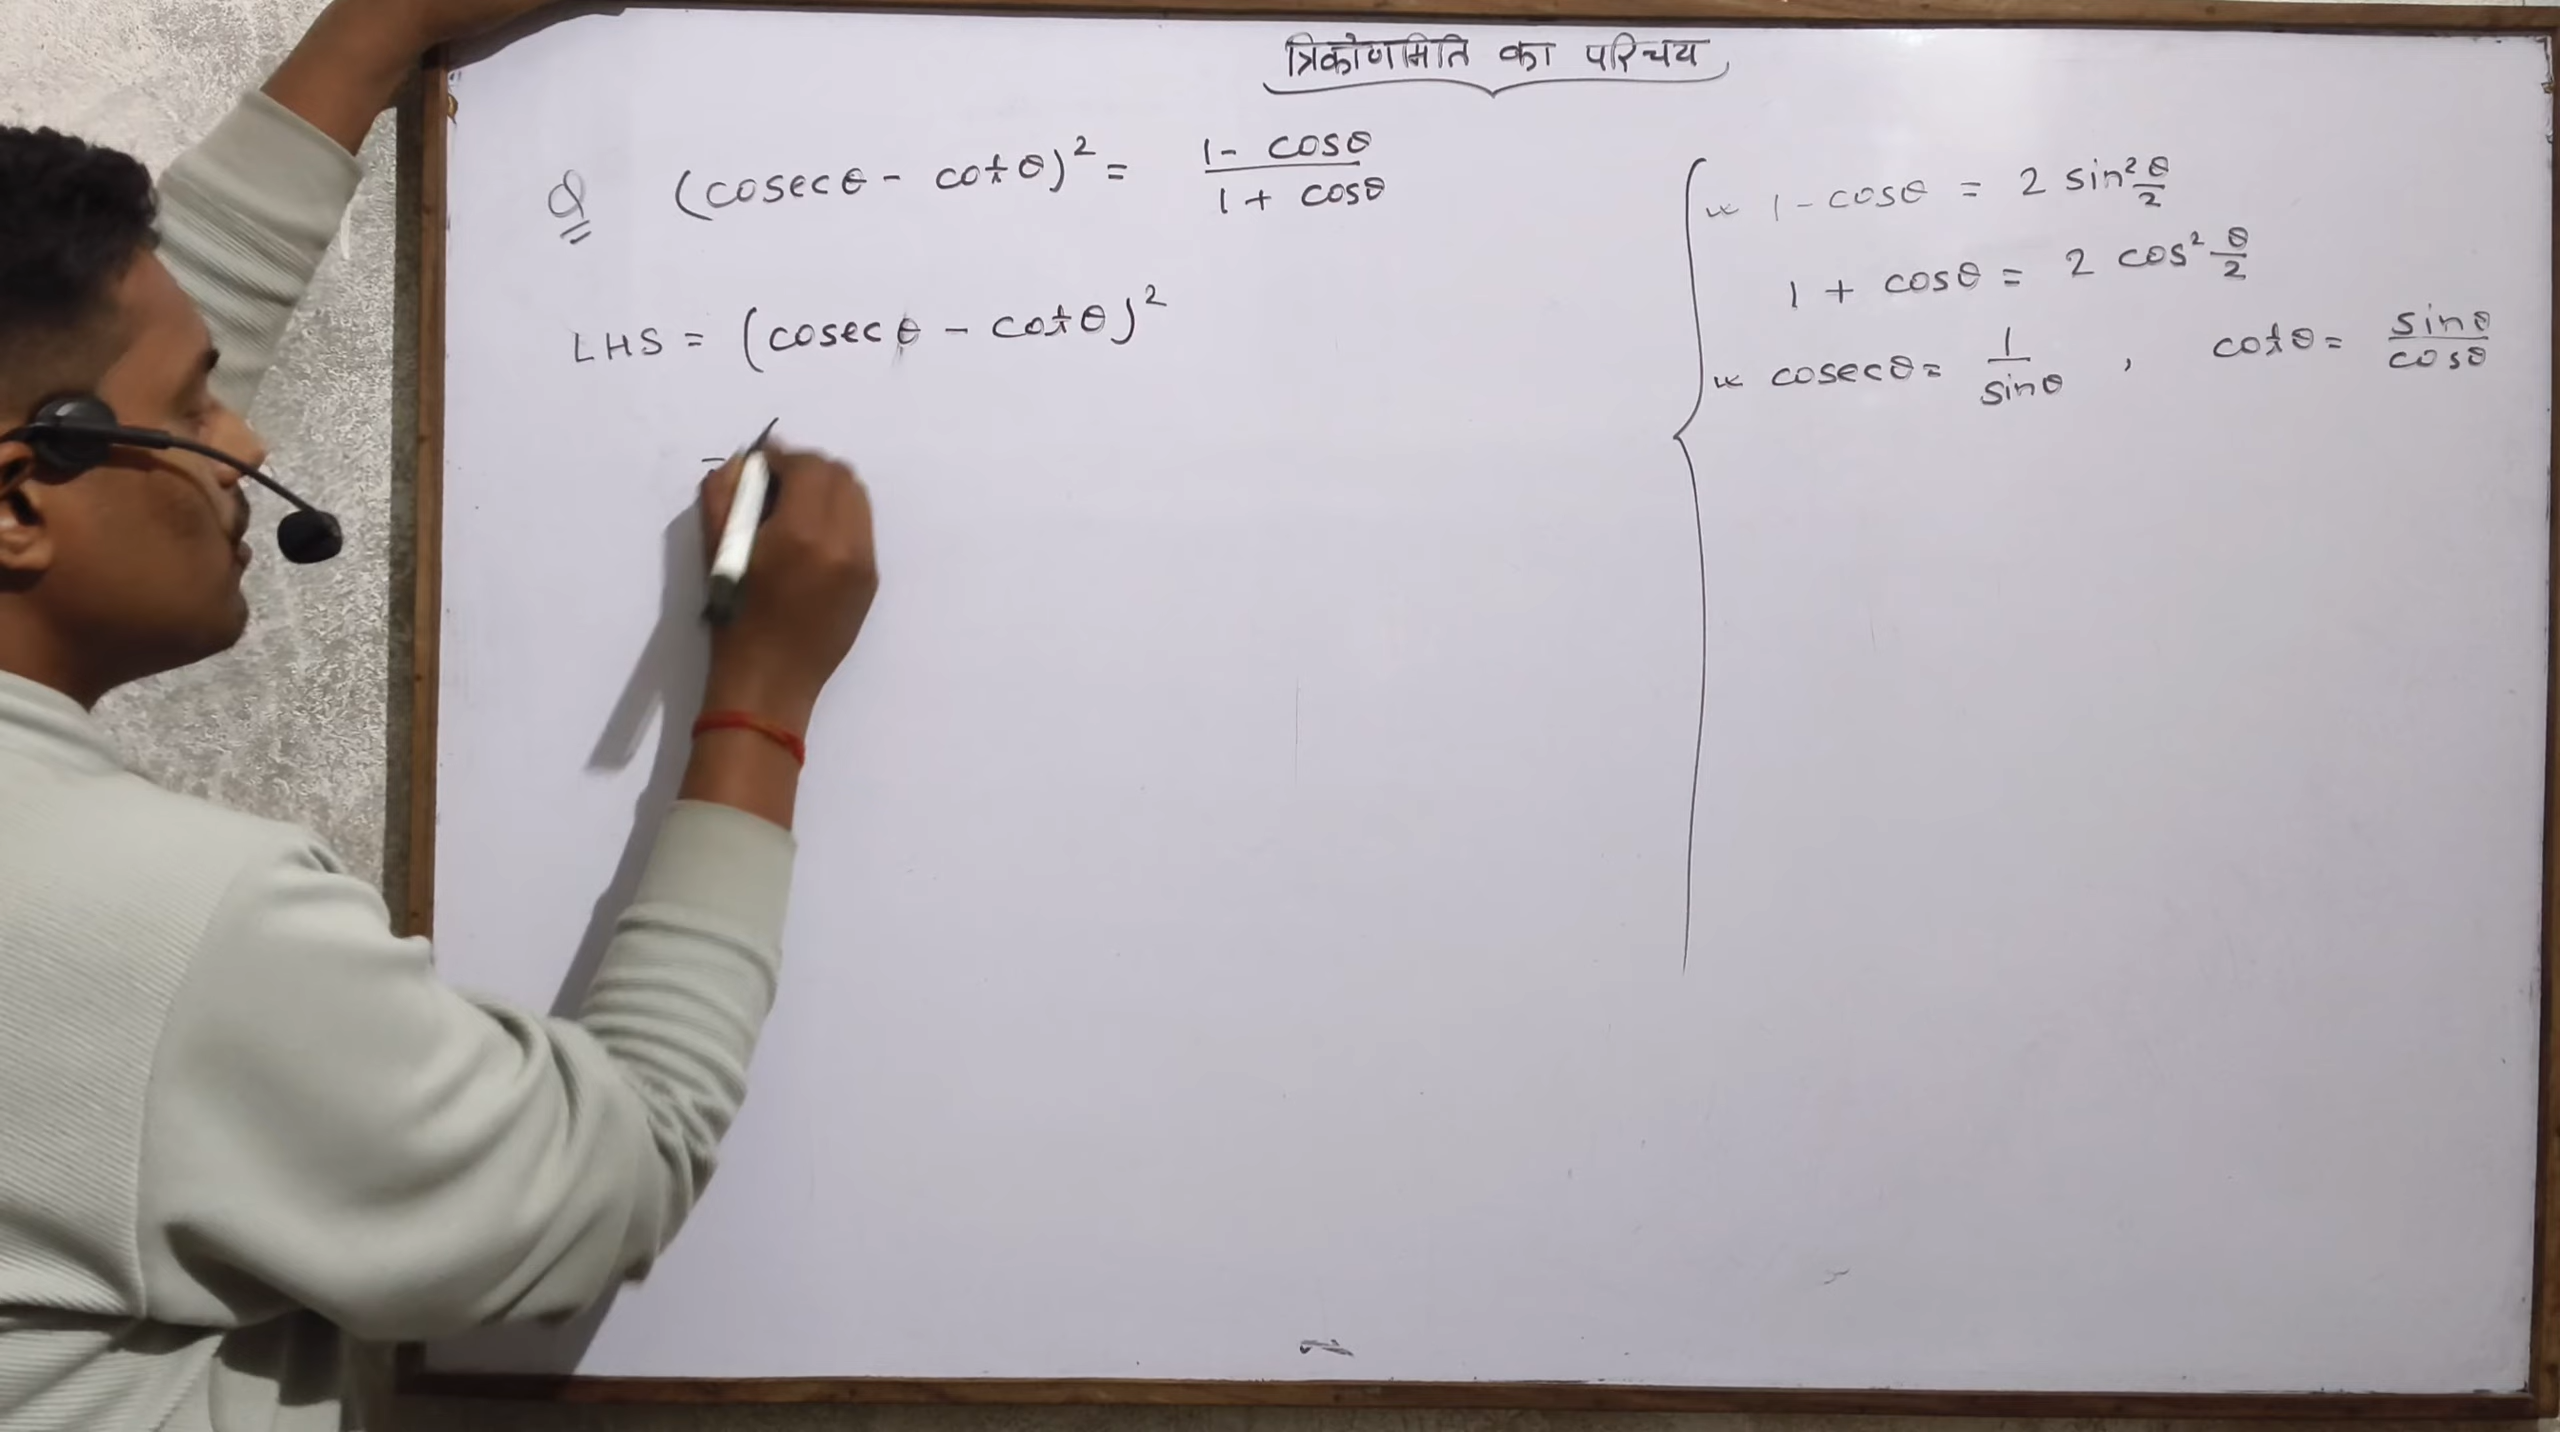 त्रिकोणमिति का परिचय
Q (cosecθ - cotθ)² = (1 - cosθ)/(1 + cosθ)
LHS = (cosecθ - cotθ)²
=
1 - cosθ = 2 sin² θ/2
1 + cosθ = 2 cos² θ/2
cosecθ = 1/sinθ , cotθ = sinθ/cosθ